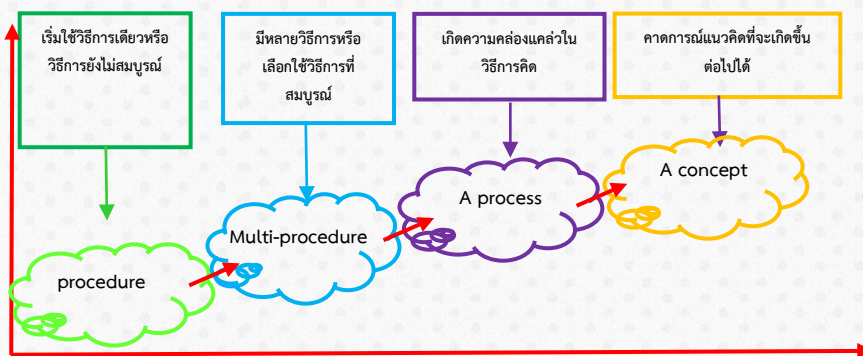 เริ่มใช้วิธีการเดียวหรือ
วิธีการยังไม่สมบูรณ์
มีหลายวิธีการหรือ
เลือกใช้วิธีการที่
สมบูรณ์
เกิดความคล่องแคล่วใน
วิธีการคิด
คาดการณ์แนวคิดที่จะเกิดขึ้น
ต่อไปได้
procedure
Multi-procedure
A process
A concept